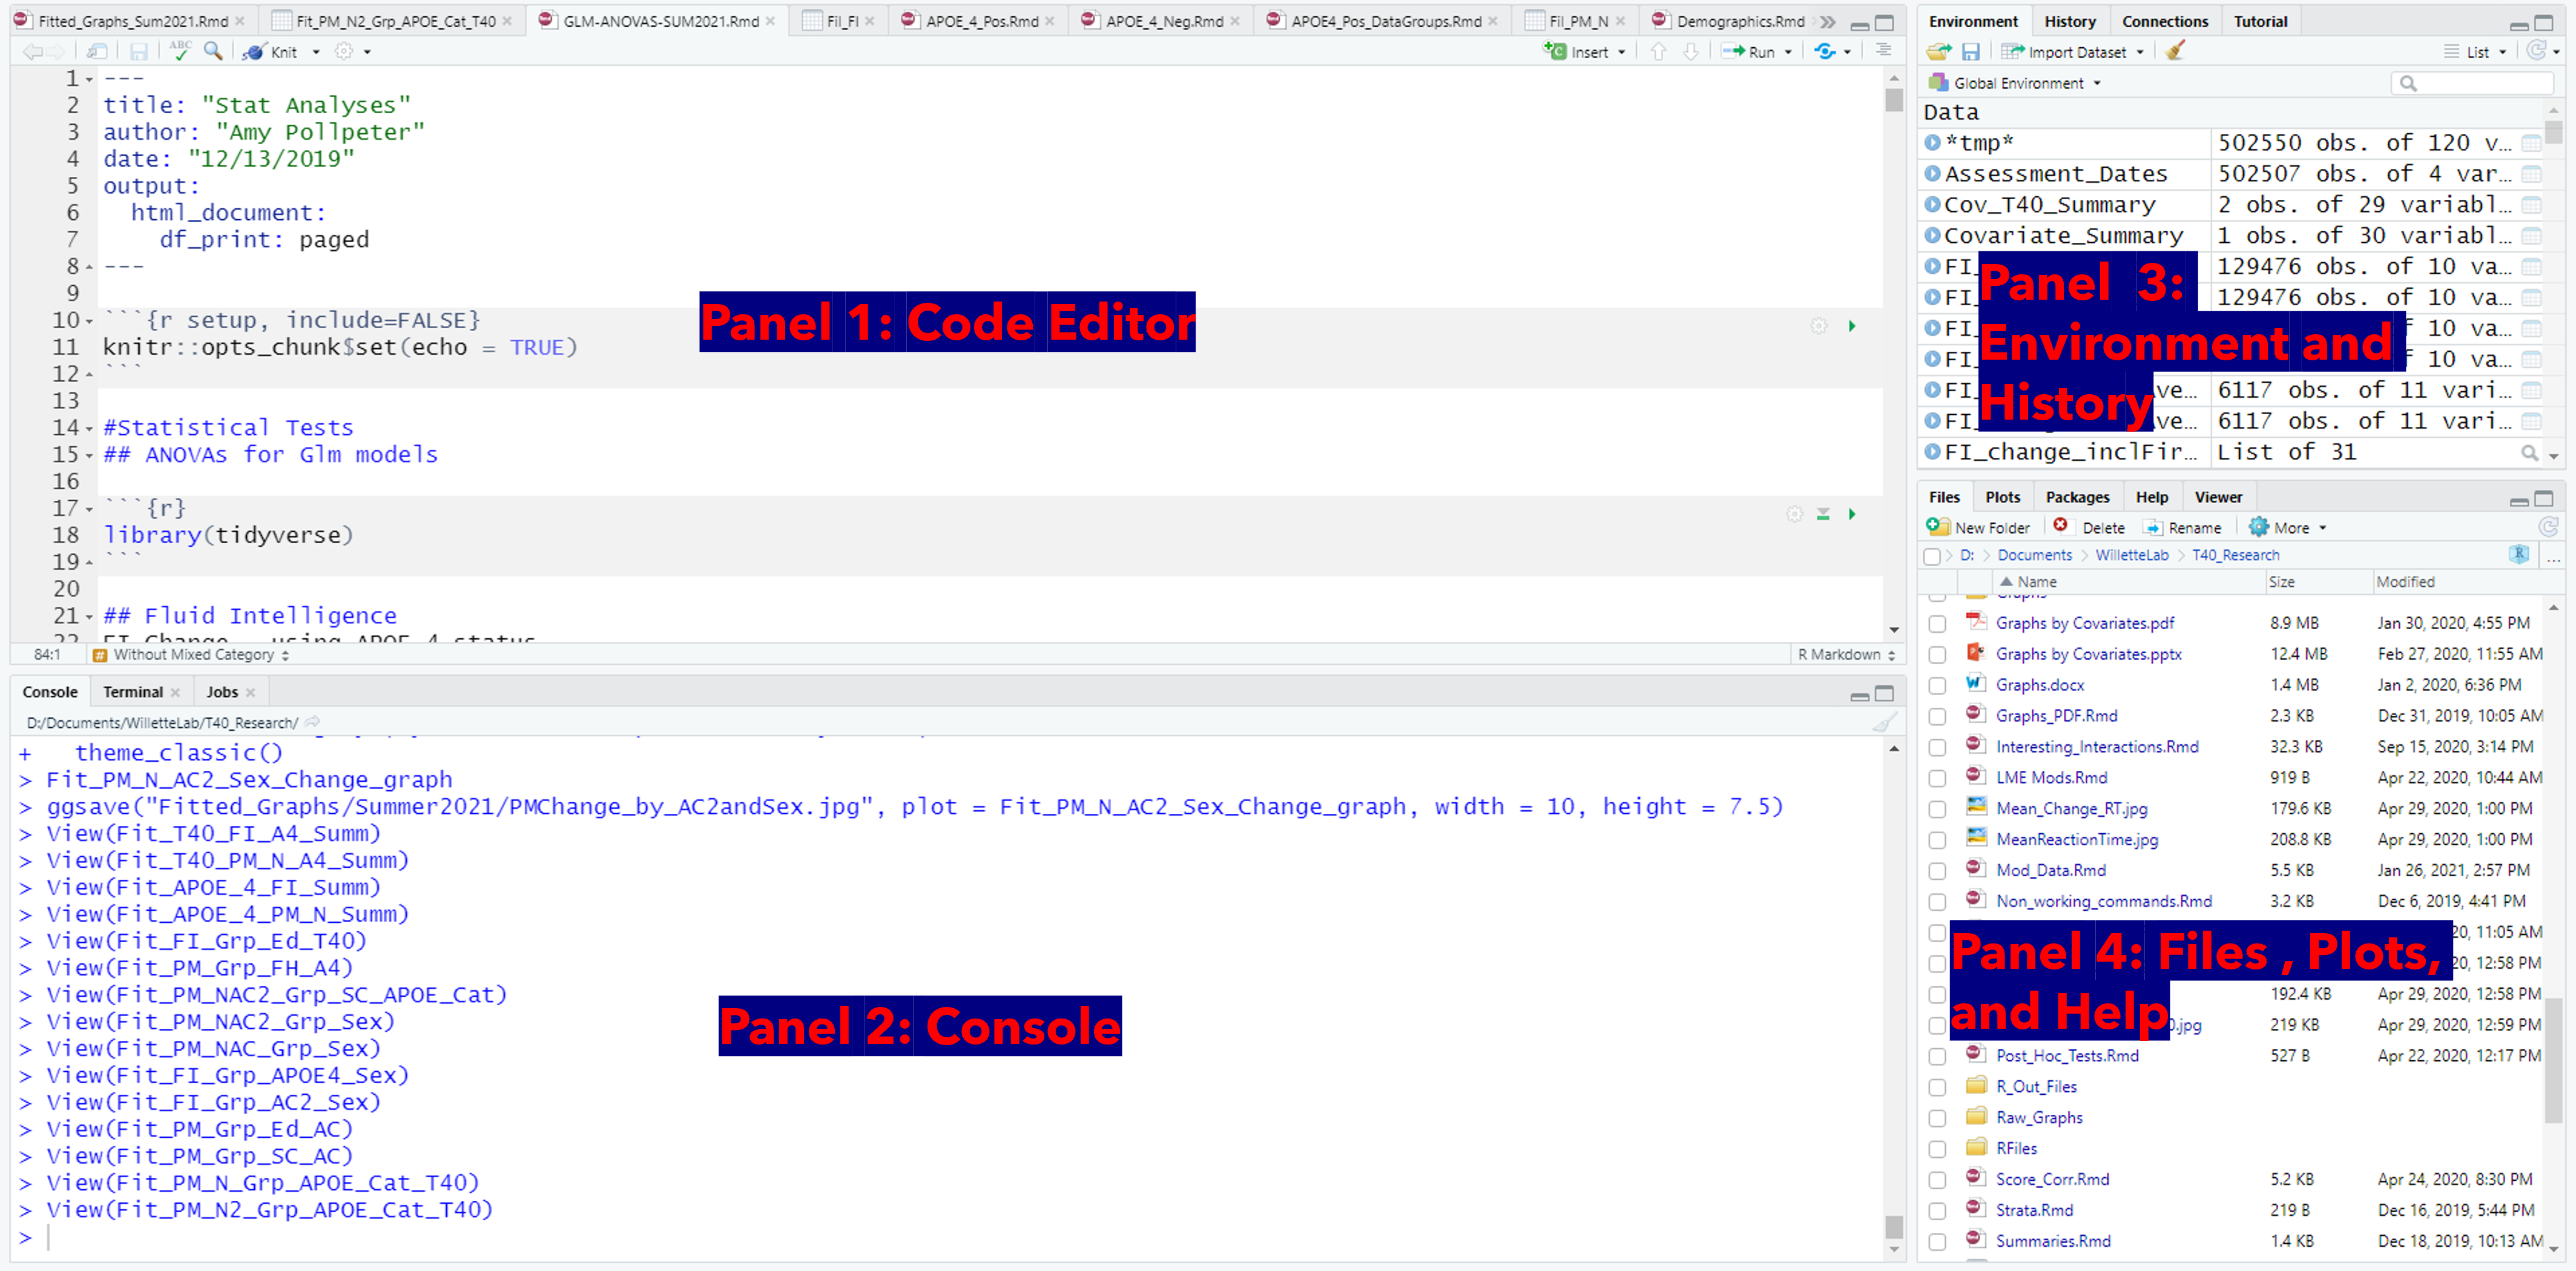 Fitted_Graphs_Sum2021.Rmd
Fit_PM_N2_Grp_APOE_Cat_T40
GLM-ANOVAS-SUM2021.Rmd
Fil_FI
APOE_4_Pos.Rmd
APOE_4_Neg.Rmd
APOE4_Pos_DataGroups.Rmd
Fil_PM_N
Demographics.Rmd
ABC
Knit
Insert
Run
1 ---
2 title: "Stat Analyses"
3 author: "Amy Pollpeter"
4 date: "12/13/2019"
5 output:
6 html_document:
7 df_print: paged
8 ---
9
10 ```{r setup, include=FALSE}
11 knitr::opts_chunk$set(echo = TRUE)
12 ```
13
14 #Statistical Tests
15 ## ANOVAs for Glm models
16
17 ```{r}
18 library(tidyverse)
19 ```
20
21 ## Fluid Intelligence
Panel 1: Code Editor
84:1
Without Mixed Category
R Markdown
Console
Terminal
Jobs
D:/Documents/WilletteLab/T40_Research/
+ theme_classic()
> Fit_PM_N_AC2_Sex_Change_graph
> ggsave("Fitted_Graphs/Summer2021/PMChange_by_AC2andSex.jpg", plot = Fit_PM_N_AC2_Sex_Change_graph, width = 10, height = 7.5)
> View(Fit_T40_FI_A4_Summ)
> View(Fit_T40_PM_N_A4_Summ)
> View(Fit_APOE_4_FI_Summ)
> View(Fit_APOE_4_PM_N_Summ)
> View(Fit_FI_Grp_Ed_T40)
> View(Fit_PM_Grp_FH_A4)
> View(Fit_PM_NAC2_Grp_SC_APOE_Cat)
> View(Fit_PM_NAC2_Grp_Sex)
> View(Fit_PM_NAC_Grp_Sex)
> View(Fit_FI_Grp_APOE4_Sex)
> View(Fit_FI_Grp_AC2_Sex)
> View(Fit_PM_Grp_Ed_AC)
> View(Fit_PM_Grp_SC_AC)
> View(Fit_PM_N_Grp_APOE_Cat_T40)
> View(Fit_PM_N2_Grp_APOE_Cat_T40)
>
Panel 2: Console
Environment
History
Connections
Tutorial
Import Dataset
List
Global Environment
Data
*tmp* 502550 obs. of 120 v...
Assessment_Dates 502507 obs. of 4 var...
Cov_T40_Summary 2 obs. of 29 variabl...
Covariate_Summary 1 obs. of 30 variabl...
FI_ 129476 obs. of 10 va...
FI_ 129476 obs. of 10 va...
FI_ f 10 va...
FI_ f 10 va...
FI_ ve... 6117 obs. of 11 vari...
FI_ ve... 6117 obs. of 11 vari...
FI_change_inclFir... List of 31
Panel 3:
Environment and
History
Files
Plots
Packages
Help
Viewer
New Folder
Delete
Rename
More
D: Documents WilletteLab T40_Research
...
Name Size Modified
Graphs
Graphs by Covariates.pdf 8.9 MB Jan 30, 2020, 4:55 PM
Graphs by Covariates.pptx 12.4 MB Feb 27, 2020, 11:55 AM
Graphs.docx 1.4 MB Jan 2, 2020, 6:36 PM
Graphs_PDF.Rmd 2.3 KB Dec 31, 2019, 10:05 AM
Interesting_Interactions.Rmd 32.3 KB Sep 15, 2020, 3:14 PM
LME Mods.Rmd 919 B Apr 22, 2020, 10:44 AM
Mean_Change_RT.jpg 179.6 KB Apr 29, 2020, 1:00 PM
MeanReactionTime.jpg 208.8 KB Apr 29, 2020, 1:00 PM
Mod_Data.Rmd 5.5 KB Jan 26, 2021, 2:57 PM
Non_working_commands.Rmd 3.2 KB Dec 6, 2019, 4:41 PM
20, 11:05 AM
20, 12:58 PM
192.4 KB Apr 29, 2020, 12:58 PM
0.jpg 219 KB Apr 29, 2020, 12:59 PM
Post_Hoc_Tests.Rmd 527 B Apr 22, 2020, 12:17 PM
R_Out_Files
Raw_Graphs
RFiles
Score_Corr.Rmd 5.2 KB Apr 24, 2020, 8:30 PM
Strata.Rmd 219 B Dec 16, 2019, 5:44 PM
Summaries.Rmd 1.4 KB Dec 18, 2019, 10:13 AM
Panel 4: Files , Plots,
and Help